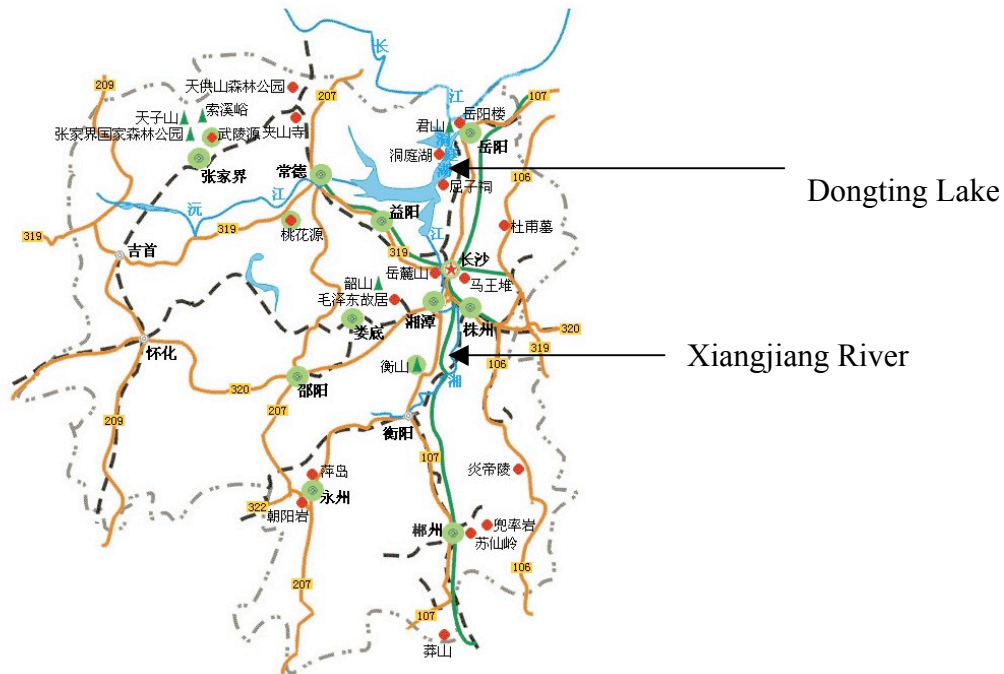 长
江
209
天供山森林公园
207
107
索溪峪
天子山
张家界国家森林公园
武陵源
夹山寺
岳阳楼
君山
岳阳
洞庭湖
洞庭湖
张家界
常德
106
Dongting Lake
屈子祠
江
沅
益阳
319
319
桃花源
319
江
杜甫墓
吉首
长沙
岳麓山
马王堆
韶山
毛泽东故居
湘潭
株州
娄底
320
319
怀化
衡山
湘
106
Xiangjiang River
320
邵阳
207
209
衡阳
107
炎帝陵
萍岛
永州
322
朝阳岩
郴州
兜率岩
苏仙岭
106
207
107
莽山